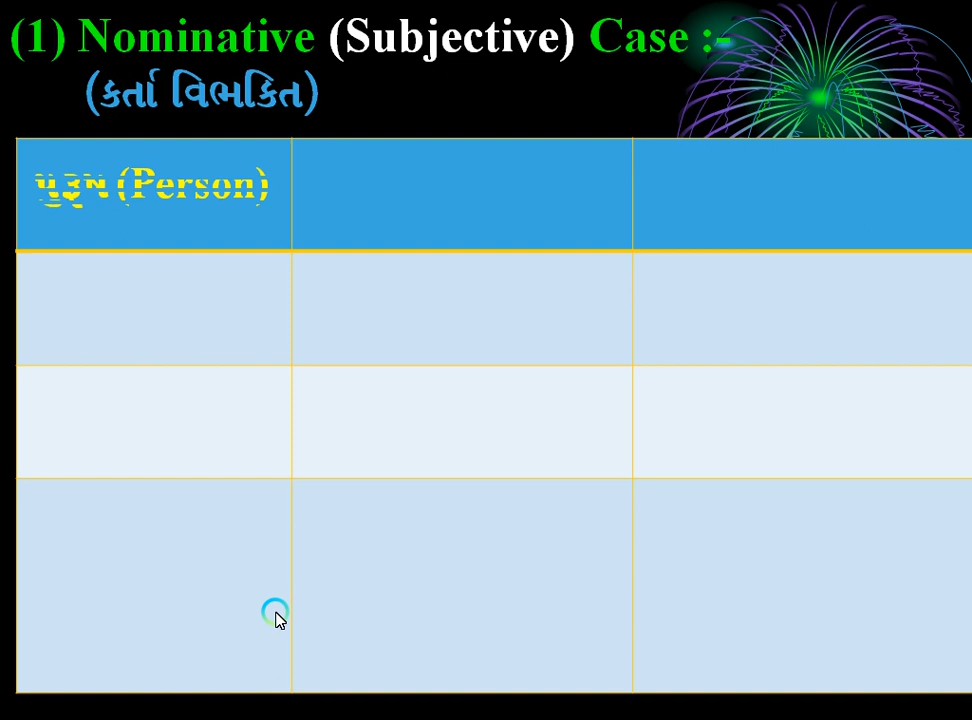 (1) Nominative (Subjective) Case :-
(કર્તા વિભકિત)
પુરૂષ (Person)